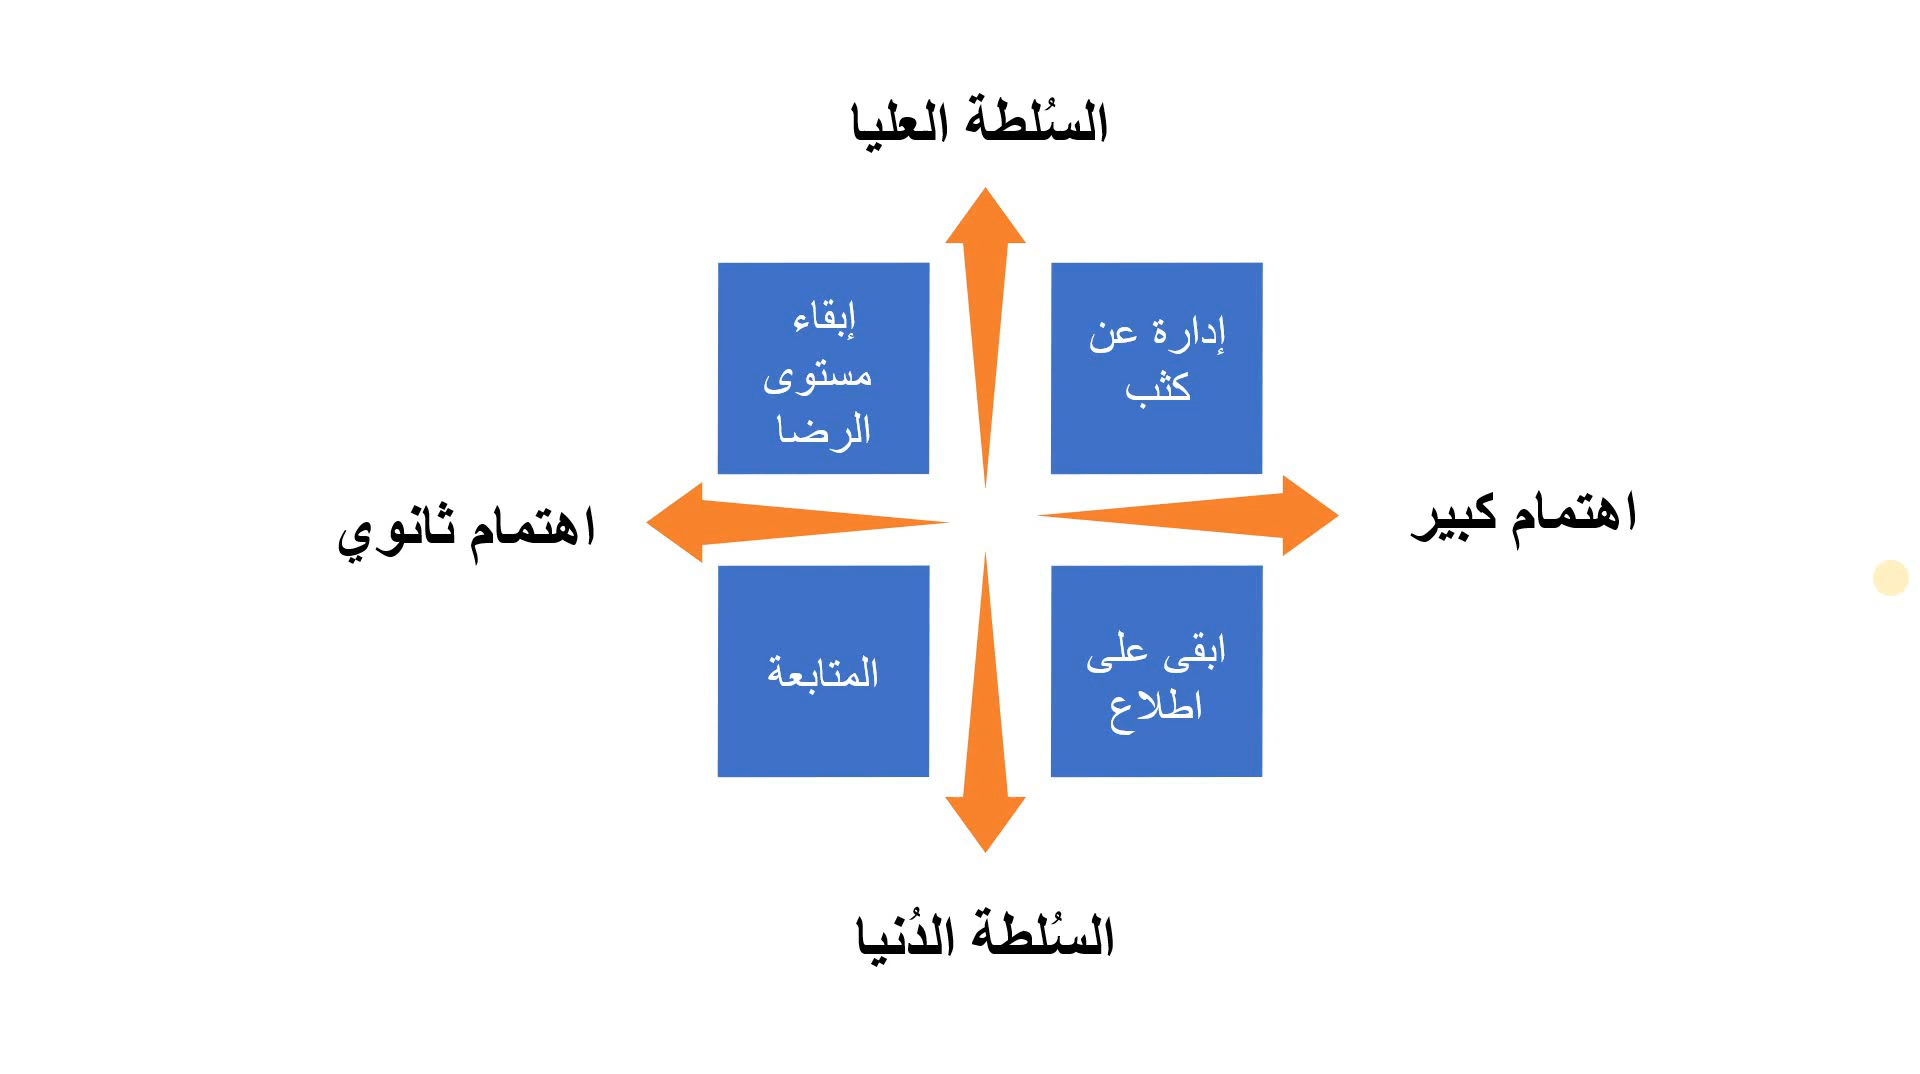 السُلطة العليا
إدارة عن
كثب
إبقاء
مستوى
الرضا
اهتمام كبير
اهتمام ثانوي
ابقى على
اطلاع
المتابعة
السُلطة الدُنيا